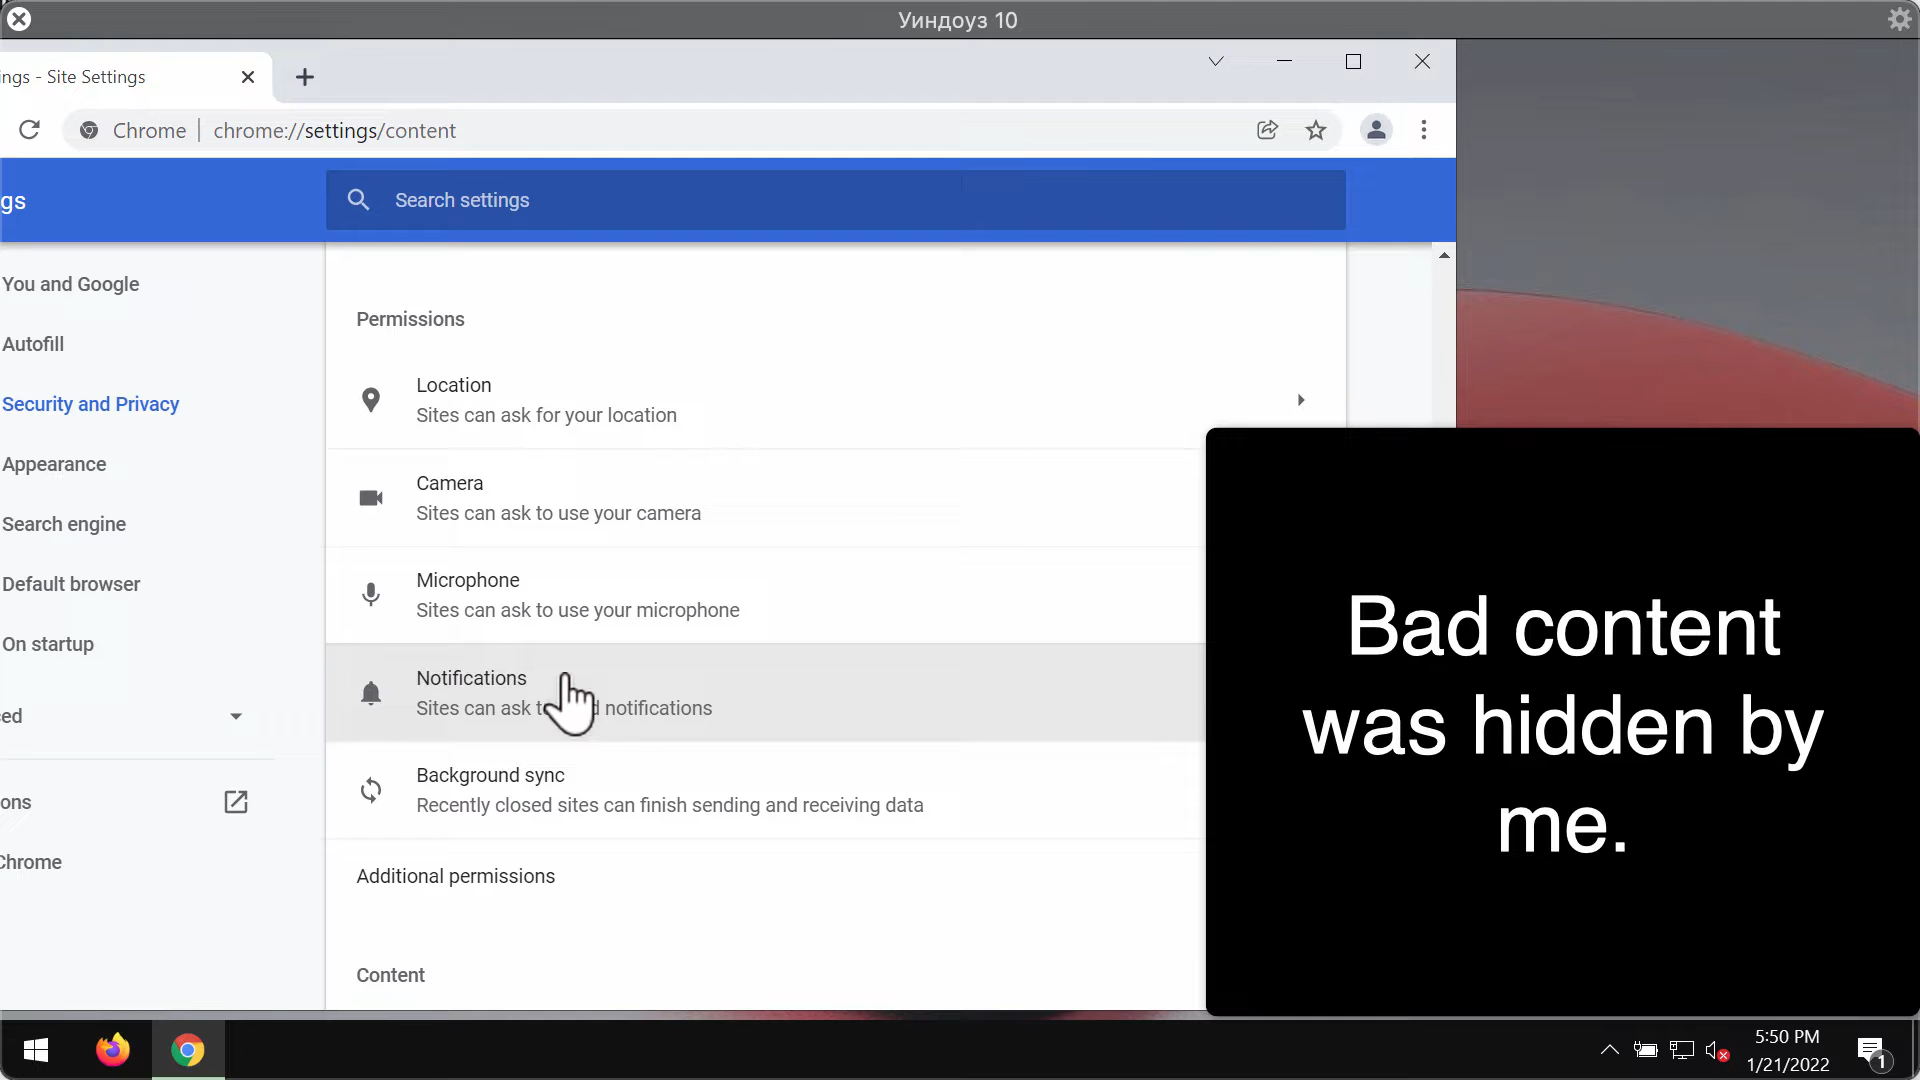 Уиндоуз 10
ings - Site Settings
Chrome
chrome://settings/content
gs
Search settings
You and Google
Autofill
Security and Privacy
Appearance
Search engine
Default browser
On startup
ced
ons
Chrome
Permissions
Location
Sites can ask for your location
Camera
Sites can ask to use your camera
Microphone
Sites can ask to use your microphone
Notifications
Sites can ask t d notifications
Background sync
Recently closed sites can finish sending and receiving data
Additional permissions
Content
Bad content
was hidden by
me.
5:50 PM
1/21/2022
1